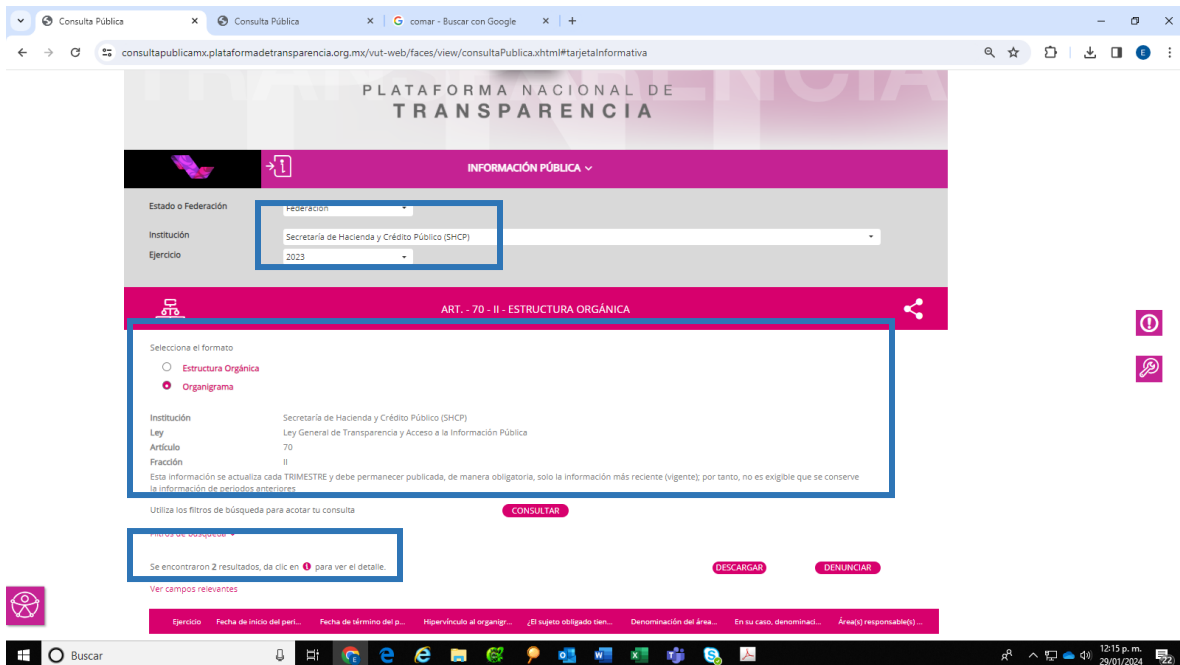 Consulta Pública
Consulta Pública
comar - Buscar con Google
consultapublicamx.plataformadetransparencia.org.mx/vut-web/faces/view/consultaPublica.xhtml#tarjetaInformativa
E
PLATAFORMA NACIONAL DE
TRANSPARENCIA
INFORMACIÓN PÚBLICA
Estado o Federación
Federación
Institución
Secretaría de Hacienda y Crédito Público (SHCP)
Ejercicio
2023
ART. - 70 - II - ESTRUCTURA ORGÁNICA
Selecciona el formato
Estructura Orgánica
Organigrama
Institución Secretaría de Hacienda y Crédito Público (SHCP)
Ley Ley General de Transparencia y Acceso a la Información Pública
Artículo 70
Fracción II
Esta información se actualiza cada TRIMESTRE y debe permanecer publicada, de manera obligatoria, solo la información más reciente (vigente); por tanto, no es exigible que se conserve
la información de periodos anteriores
Utiliza los filtros de búsqueda para acotar tu consulta
CONSULTAR
Filtros de búsqueda
Se encontraron 2 resultados, da clic en para ver el detalle.
DESCARGAR
DENUNCIAR
Ver campos relevantes
Ejercicio Fecha de inicio del peri... Fecha de término del p... Hipervínculo al organigr... ¿El sujeto obligado tien... Denominación del área... En su caso, denominaci... Área(s) responsable(s) ...
Buscar
12:15 p. m.
29/01/2024
22